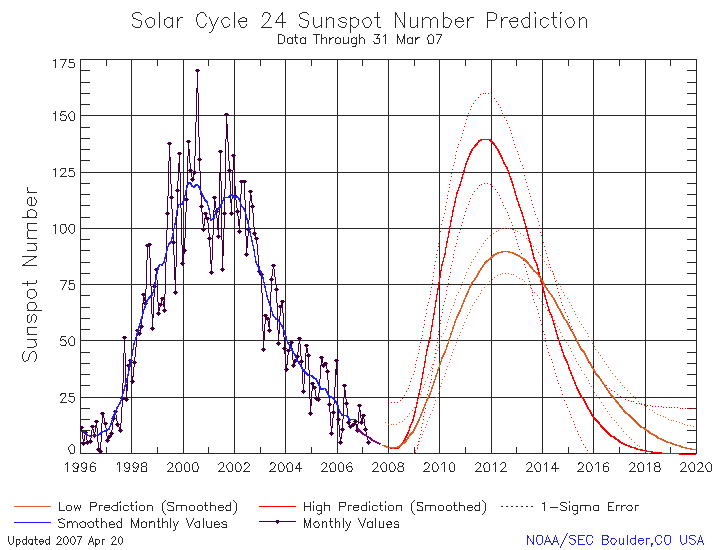 Solar Cycle 24 Sunspot Number Prediction
Data Through 31 Mar 07
175
150
125
100
75
50
25
0
Sunspot Number
1996 1998 2000 2002 2004 2006 2008 2010 2012 2014 2016 2018 2020
Low Prediction (Smoothed) High Prediction (Smoothed) 1-Sigma Error
Smoothed Monthly Values Monthly Values
Updated 2007 Apr 20 NOAA/SEC Boulder,CO USA